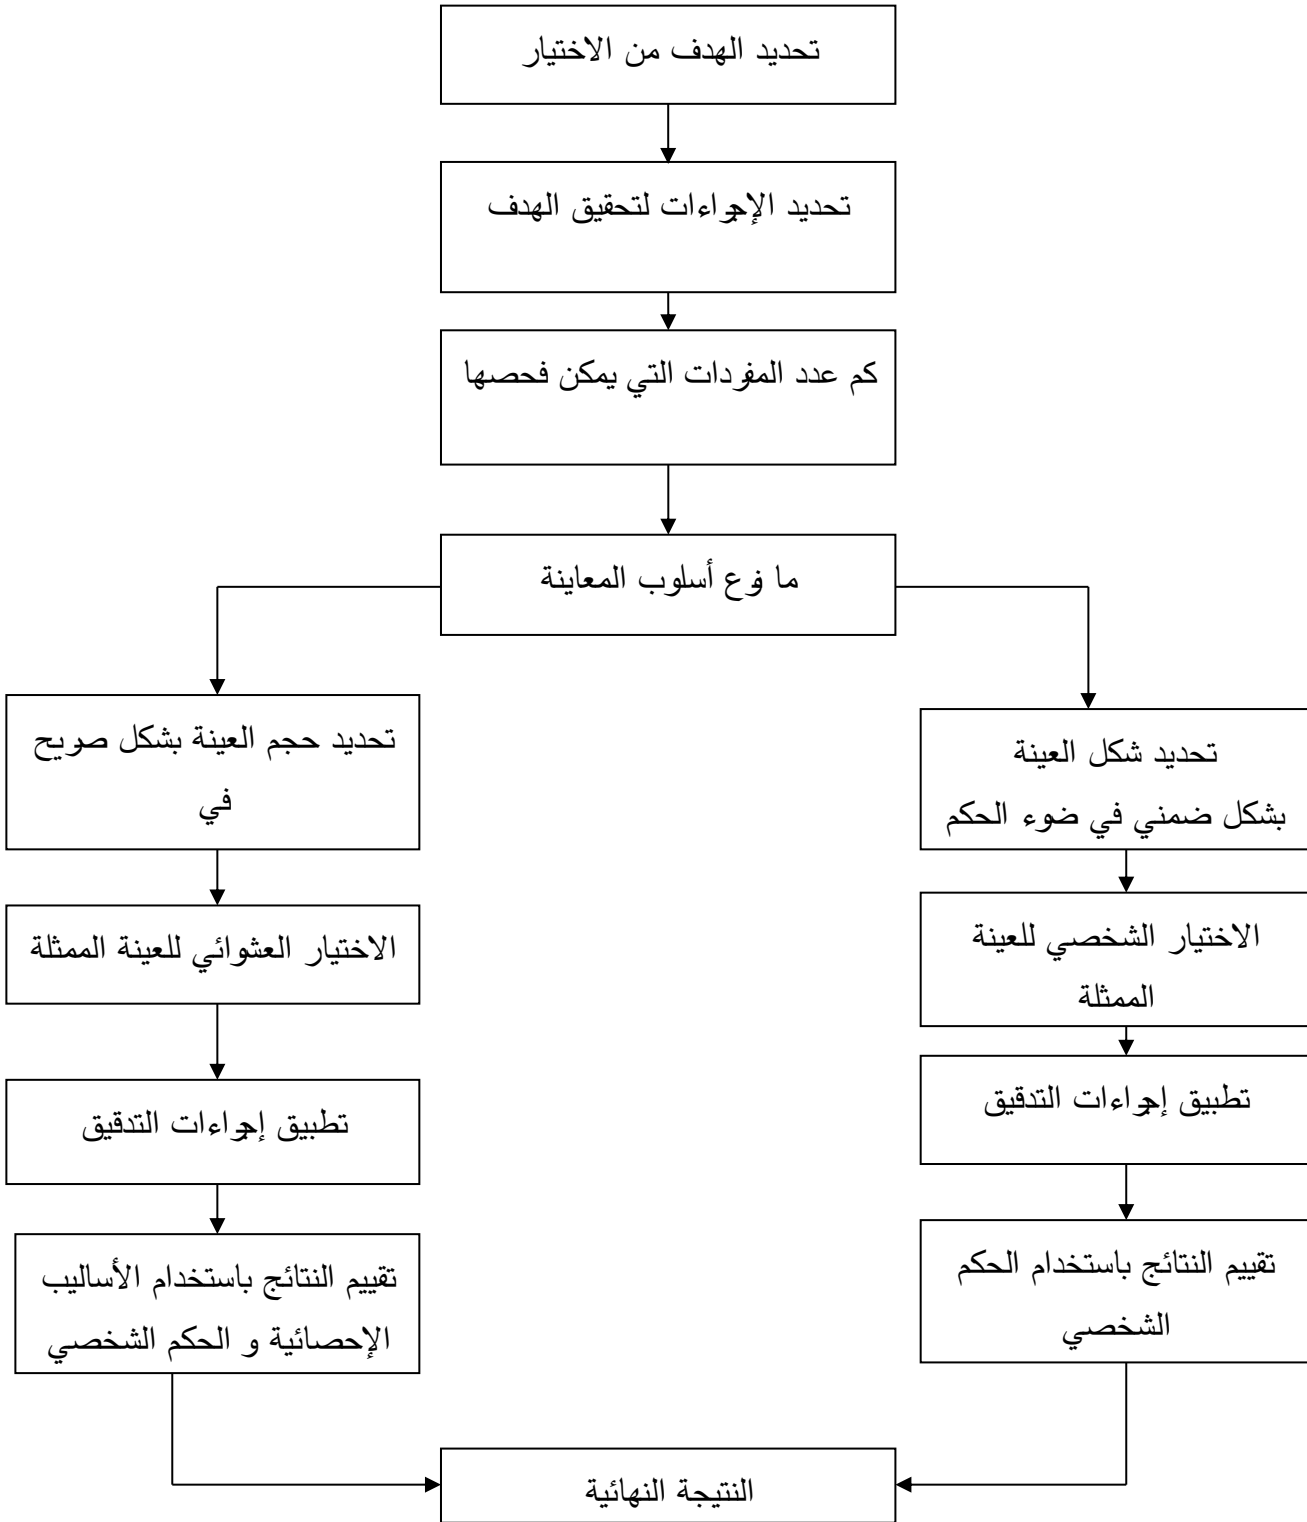 تحديد الهدف من الاختيار
تحديد الإجراءات لتحقيق الهدف
كم عدد المفردات التي يمكن فحصها
ما نوع أسلوب المعاينة
تحديد شكل العينة
بشكل ضمني في ضوء الحكم
الاختيار الشخصي للعينة
الممثلة
تطبيق إجراءات التدقيق
تقييم النتائج باستخدام الحكم
الشخصي
تحديد حجم العينة بشكل صريح
في
الاختيار العشوائي للعينة الممثلة
تطبيق إجراءات التدقيق
تقييم النتائج باستخدام الأساليب
الإحصائية و الحكم الشخصي
النتيجة النهائية